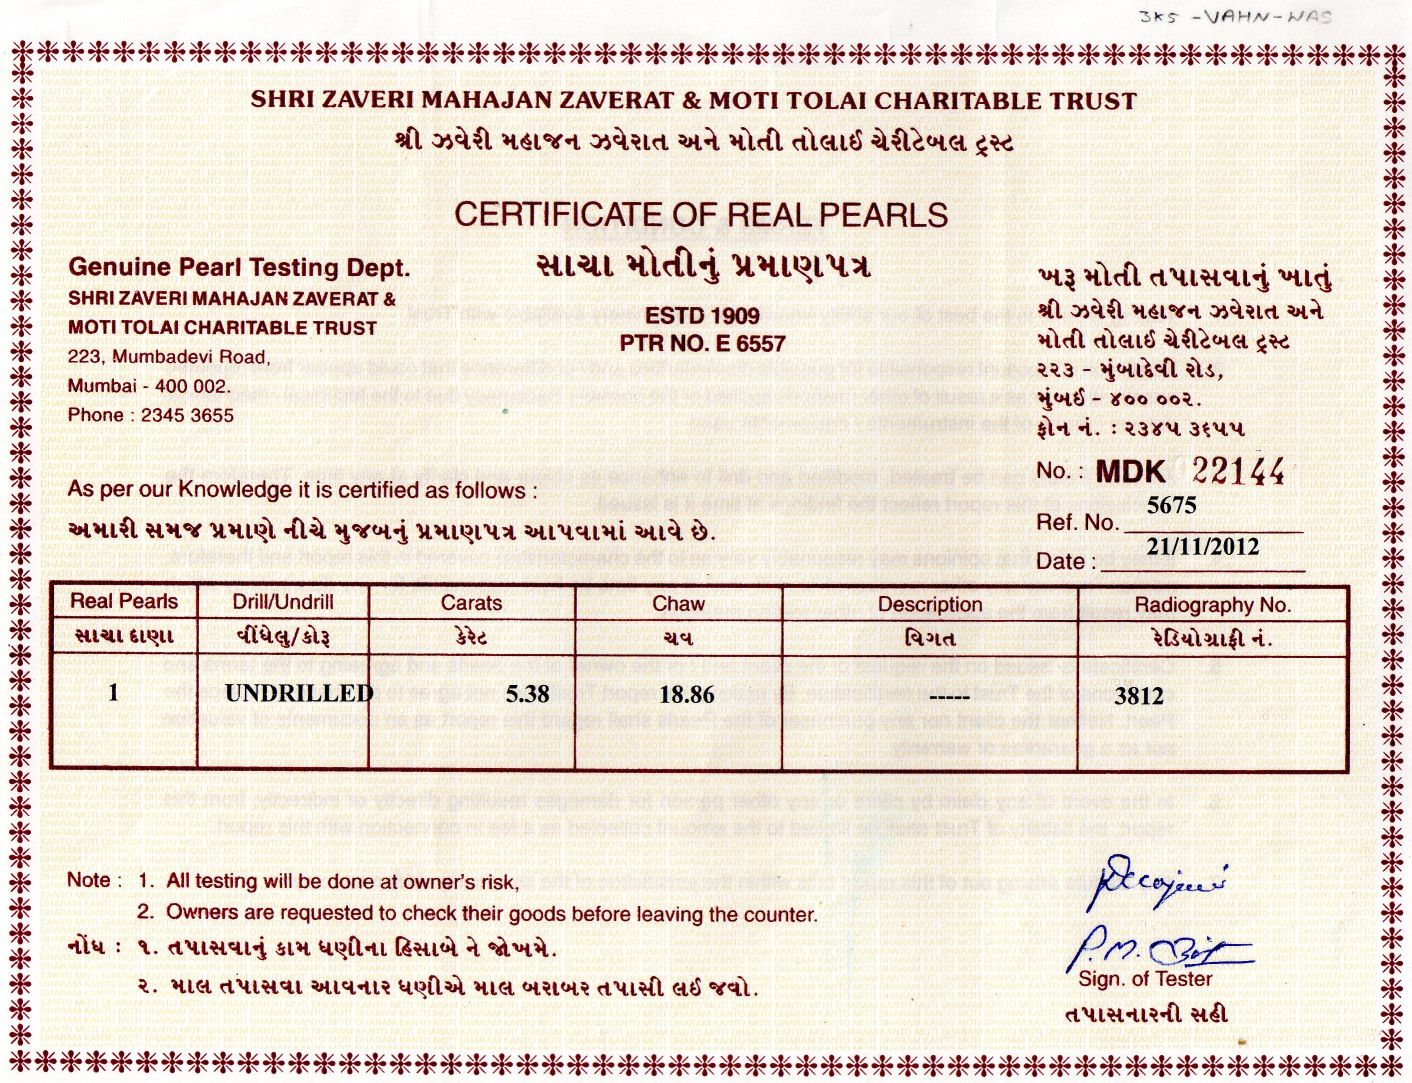 3K5 -VAHN-NAS
SHRI ZAVERI MAHAJAN ZAVERAT & MOTI TOLAI CHARITABLE TRUST
શ્રી ઝવેરી મહાજન ઝવેરાત અને મોતી તોલાઈ ચેરીટેબલ ટ્રસ્ટ
CERTIFICATE OF REAL PEARLS
સાચા મોતીનું પ્રમાણપત્ર
ESTD 1909
PTR NO. E 6557
Genuine Pearl Testing Dept.
SHRI ZAVERI MAHAJAN ZAVERAT &
MOTI TOLAI CHARITABLE TRUST
223, Mumbadevi Road,
Mumbai - 400 002.
Phone : 2345 3655
ખરૂ મોતી તપાસવાનું ખાતું
શ્રી ઝવેરી મહાજન ઝવેરાત અને
મોતી તોલાઈ ચેરીટેબલ ટ્રસ્ટ
૨૨૩ - મુંબાદેવી રોડ,
મુંબઈ - ૪૦૦ ૦૦૨.
ફોન નં. : ૨૩૪૫ ૩૬૫૫
No. : MDK 22144
Ref. No. 5675
Date : 21/11/2012
As per our Knowledge it is certified as follows :
અમારી સમજ પ્રમાણે નીચે મુજબનું પ્રમાણપત્ર આપવામાં આવે છે.
Real Pearls Drill/Undrill Carats Chaw Description Radiography No.
સાચા દાણા વીંધેલુ/કોરૂ કેરેટ ચવ વિગત રેડિયોગ્રાફી નં.
1 UNDRILLED 5.38 18.86 ----- 3812
Note : 1. All testing will be done at owner's risk,
2. Owners are requested to check their goods before leaving the counter.
નોંધ : ૧. તપાસવાનું કામ ધણીના હિસાબે ને જોખમે.
૨. માલ તપાસવા આવનાર ધણીએ માલ બરાબર તપાસી લઈ જવો.
P.M.
Sign. of Tester
તપાસનારની સહી